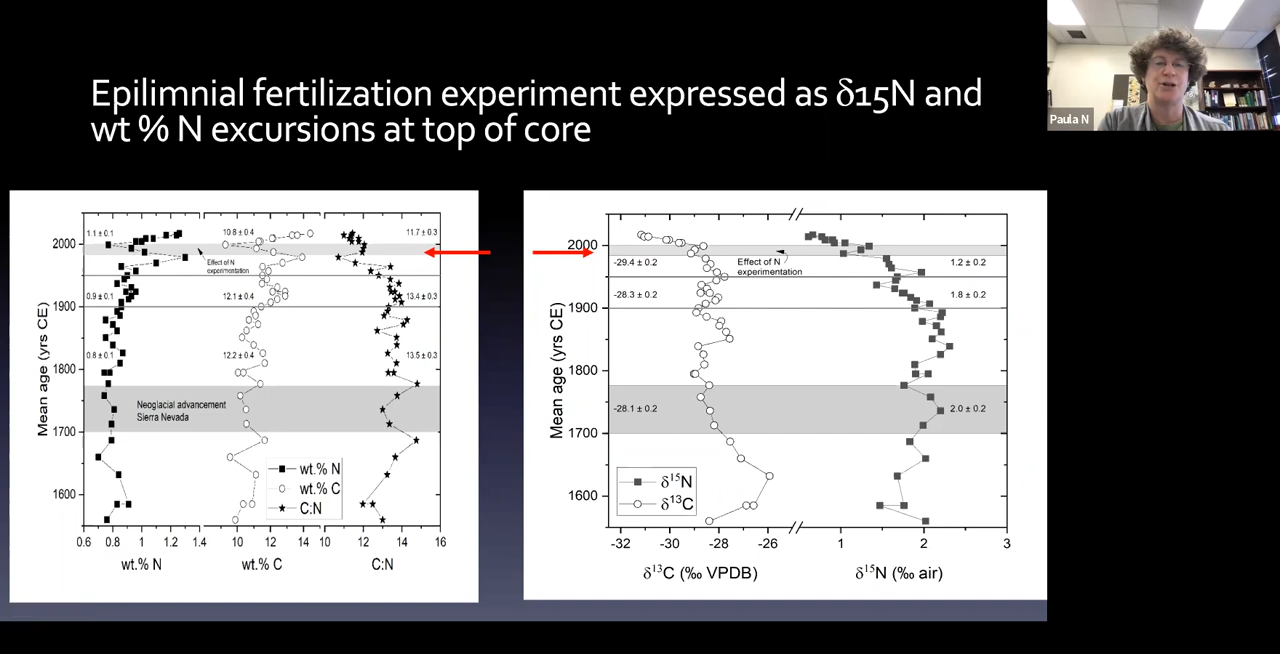 Epilimnial fertilization experiment expressed as δ15N and
wt % N excursions at top of core
Paula N
Mean age (yrs CE)
2000
1900
1800
1700
1600
1.1 ± 0.1
10.8 ± 0.4
11.7 ± 0.3
Effect of N
experimentation
0.9 ± 0.1
12.1 ± 0.4
13.4 ± 0.3
0.8 ± 0.1
12.2 ± 0.4
13.5 ± 0.3
Neoglacial advancement
Sierra Nevada
wt.% N
wt.% C
C:N
0.6 0.8 1.0 1.2 1.4 10 12 14 10 12 14 16
wt.% N wt.% C C:N
Mean age (yrs CE)
2000
1900
1800
1700
1600
Effect of N
experimentation
-29.4 ± 0.2
1.2 ± 0.2
-28.3 ± 0.2
1.8 ± 0.2
-28.1 ± 0.2
2.0 ± 0.2
δ¹⁵N
δ¹³C
-32 -30 -28 -26 1 2 3
δ¹³C (‰ VPDB) δ¹⁵N (‰ air)